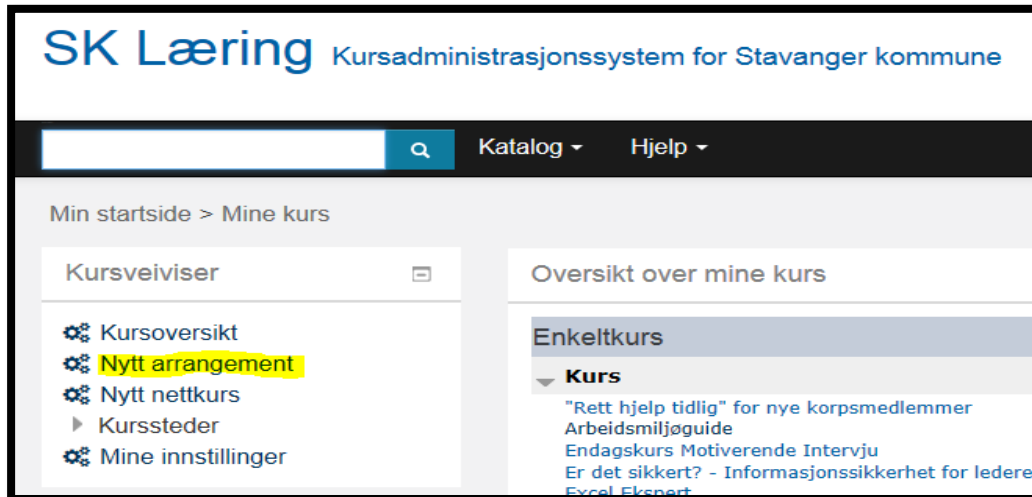 SK Læring Kursadministrasjonssystem for Stavanger kommune
Katalog Hjelp
Min startside > Mine kurs
Kursveiviser
Kursoversikt
Nytt arrangement
Nytt nettkurs
Kurssteder
Mine innstillinger
Oversikt over mine kurs
Enkeltkurs
Kurs
"Rett hjelp tidlig" for nye korpsmedlemmer
Arbeidsmiljøguide
Endagskurs Motiverende Intervju
Er det sikkert? - Informasjonssikkerhet for ledere
Excel Ekspert